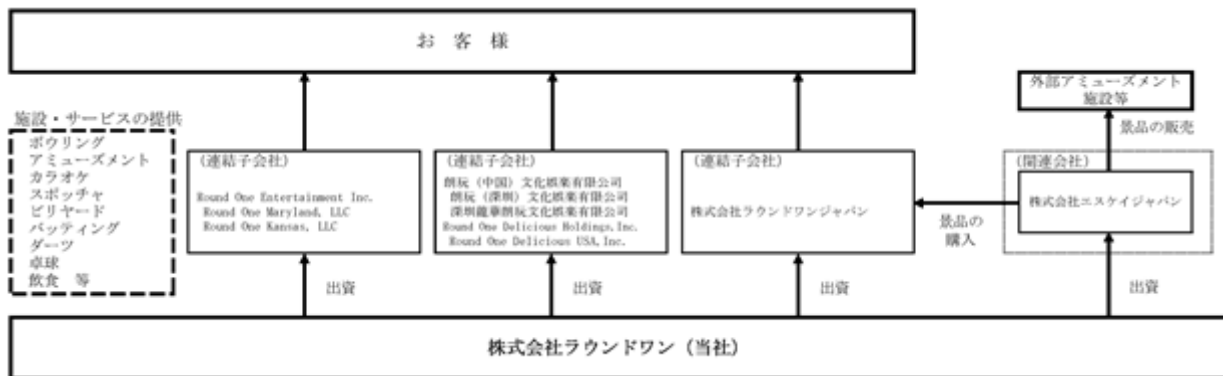 お 客 様
外部アミューズメント
施設等
施設・サービスの提供
景品の販売
ボウリング
アミューズメント
カラオケ
スポッチャ
ビリヤード
バッティング
ダーツ
卓球
飲食 等
(連結子会社)
Round One Entertainment Inc.
Round One Maryland, LLC
Round One Kansas, LLC
(連結子会社)
朗玩(中国)文化娯楽有限公司
朗玩(深圳)文化娯楽有限公司
深圳龍華朗玩文化娯楽有限公司
Round One Delicious Holdings,Inc.
Round One Delicious USA,Inc.
(連結子会社)
株式会社ラウンドワンジャパン
(関連会社)
株式会社エスケイジャパン
景品の
購入
出資
出資
出資
出資
株式会社ラウンドワン(当社)